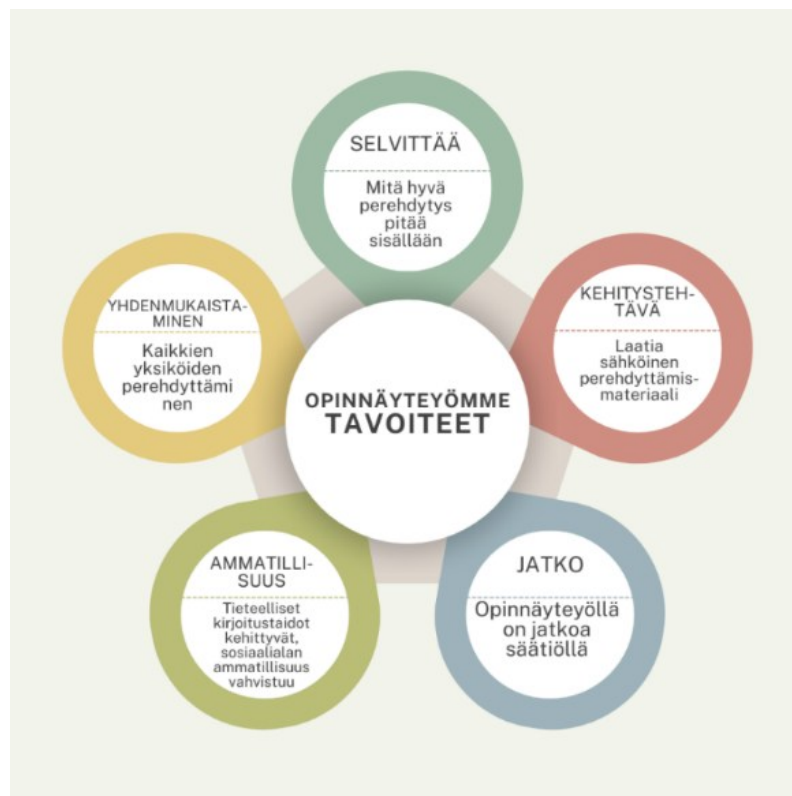 OPINNÄYTEYÖMME
TAVOITEET
SELVITTÄÄ
Mitä hyvä
perehdytys
pitää
sisällään
KEHITYSTEH-
TÄVÄ
Laatia
sähköinen
perehdyttämis-
materiaali
JATKO
Opinnäyteyöllä
on jatkoa
säätiöllä
AMMATILLI-
SUUS
Tieteelliset
kirjoitustaidot
kehittyvät,
sosiaalialan
ammatillisuus
vahvistuu
YHDENMUKAISTA-
MINEN
Kaikkien
yksiköiden
perehdyttämi
nen